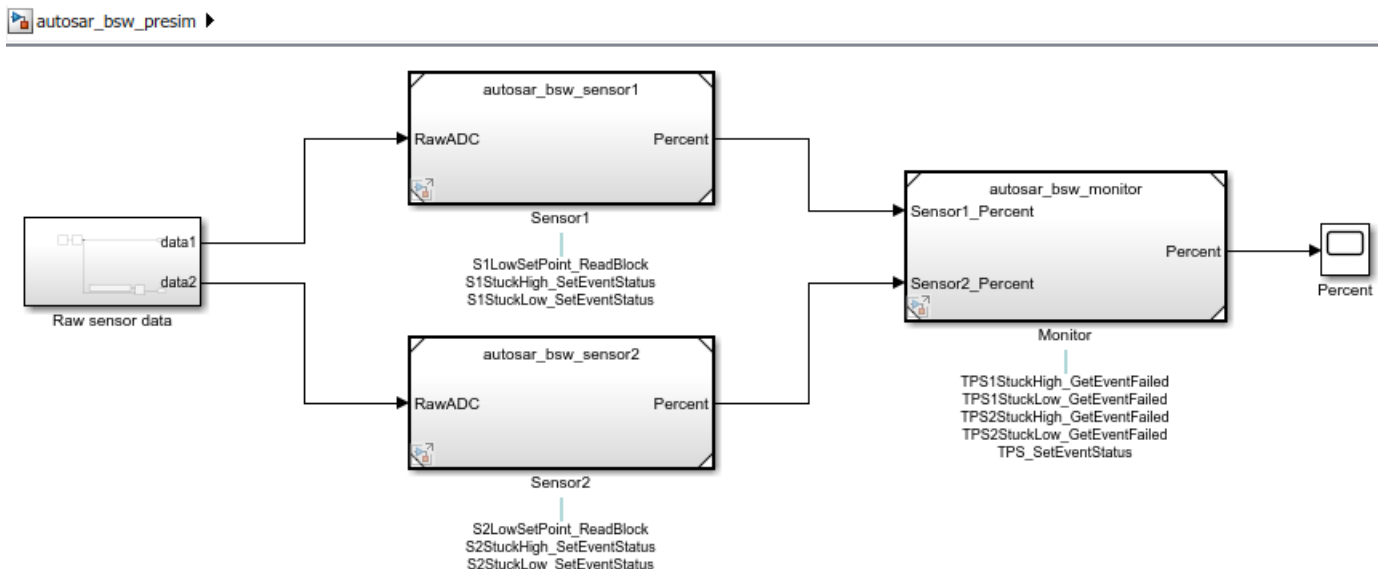 autosar_bsw_presim
autosar_bsw_sensor1
RawADC
Percent
Sensor1
S1LowSetPoint_ReadBlock
S1StuckHigh_SetEventStatus
S1StuckLow_SetEventStatus
data1
data2
Raw sensor data
autosar_bsw_sensor2
RawADC
Percent
Sensor2
S2LowSetPoint_ReadBlock
S2StuckHigh_SetEventStatus
S2StuckLow_SetEventStatus
autosar_bsw_monitor
Sensor1_Percent
Percent
Sensor2_Percent
Monitor
TPS1StuckHigh_GetEventFailed
TPS1StuckLow_GetEventFailed
TPS2StuckHigh_GetEventFailed
TPS2StuckLow_GetEventFailed
TPS_SetEventStatus
Percent